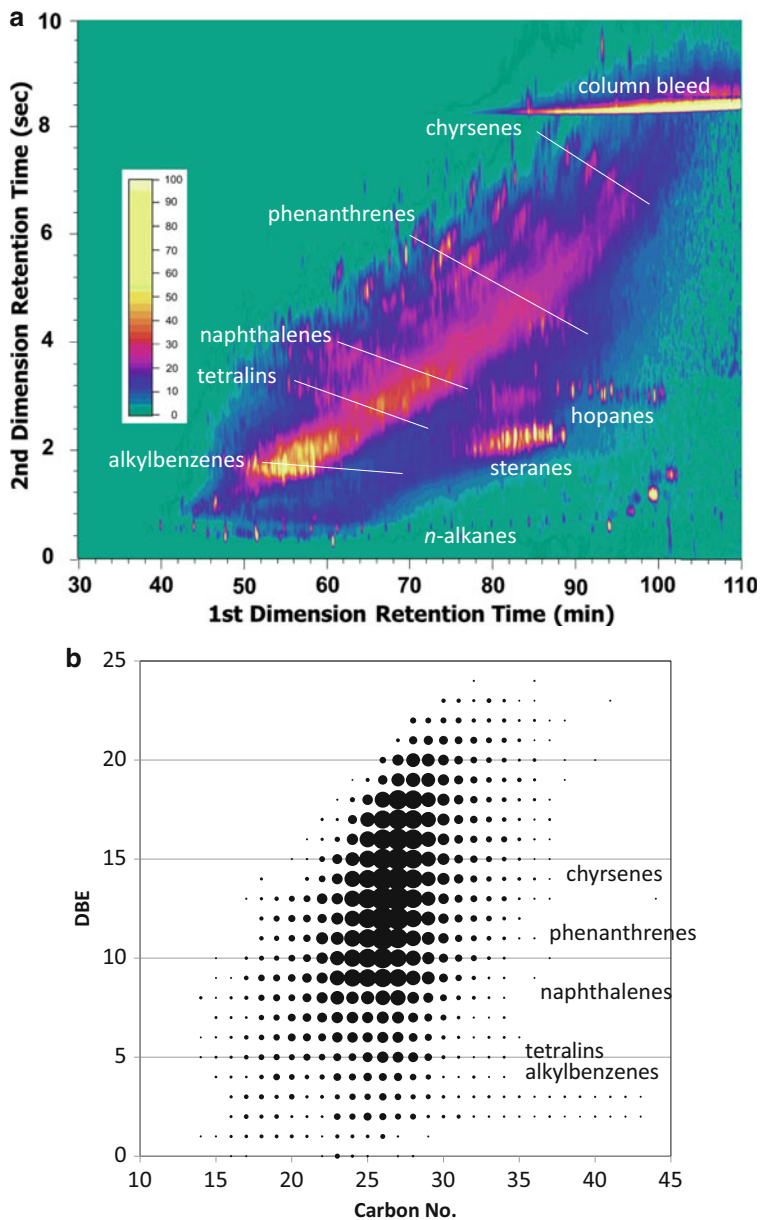 a
10
8
6
4
2
0
2nd Dimension Retention Time (sec)
column bleed
chyrsenes
100
90
80
70
60
50
40
30
20
10
0
phenanthrenes
naphthalenes
tetralins
hopanes
alkylbenzenes
steranes
n-alkanes
30 40 50 60 70 80 90 100 110
1st Dimension Retention Time (min)
b
25
20
15
10
5
0
DBE
chyrsenes
phenanthrenes
naphthalenes
tetralins
alkylbenzenes
10 15 20 25 30 35 40 45
Carbon No.